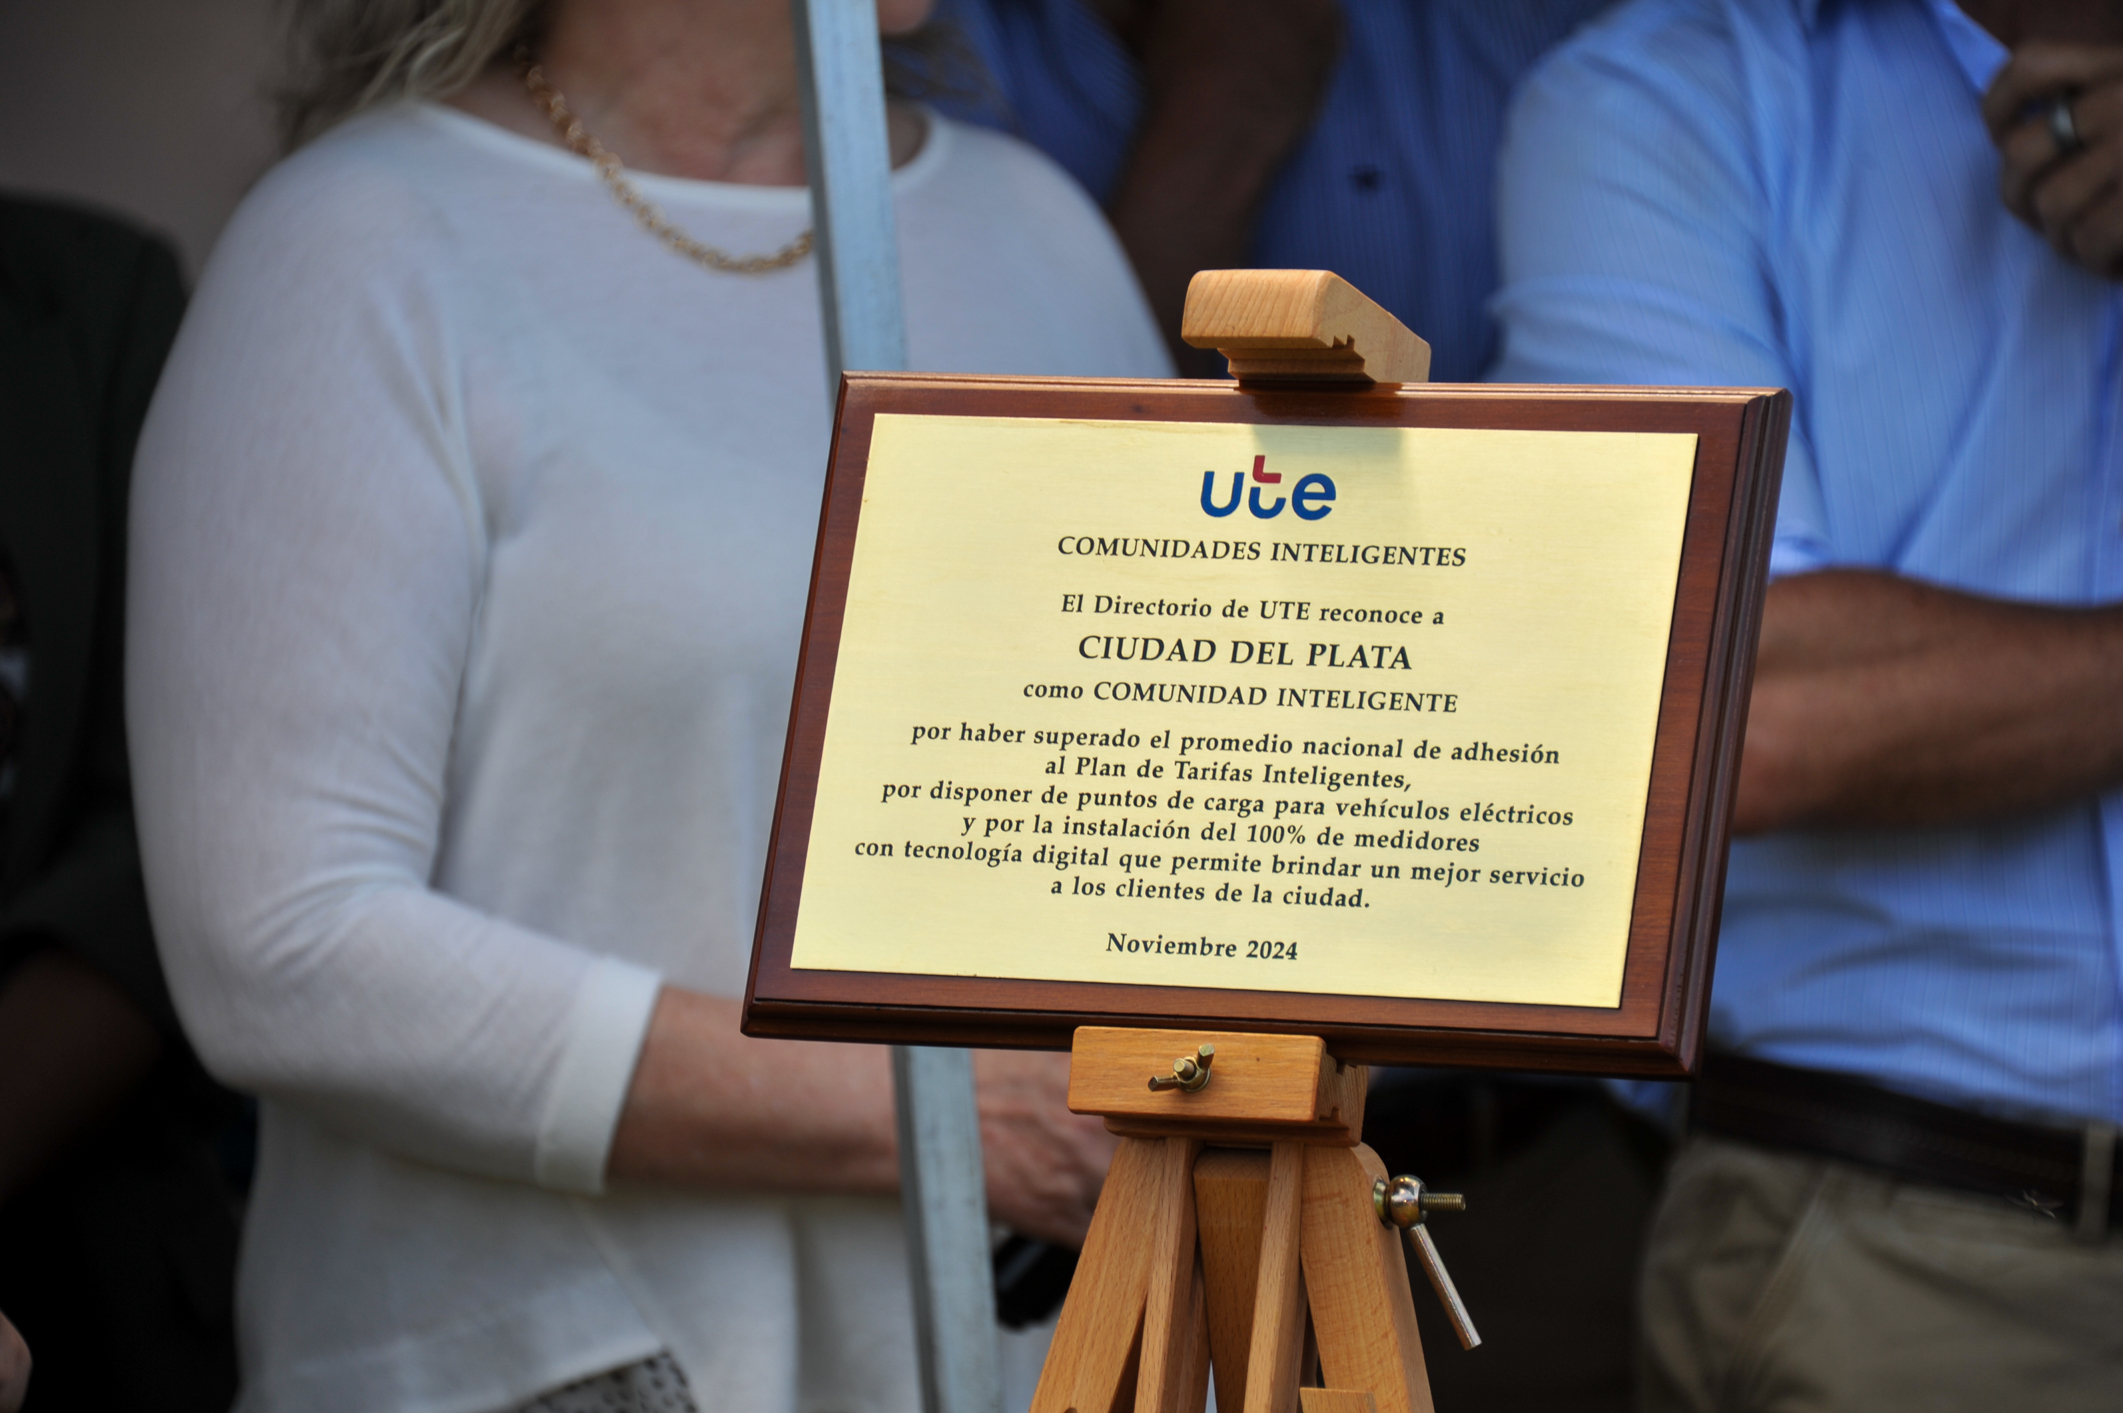 ute
COMUNIDADES INTELIGENTES
El Directorio de UTE reconoce a
CIUDAD DEL PLATA
como COMUNIDAD INTELIGENTE
por haber superado el promedio nacional de adhesión
al Plan de Tarifas Inteligentes,
por disponer de puntos de carga para vehículos eléctricos
y por la instalación del 100% de medidores
con tecnología digital que permite brindar un mejor servicio
a los clientes de la ciudad.
Noviembre 2024